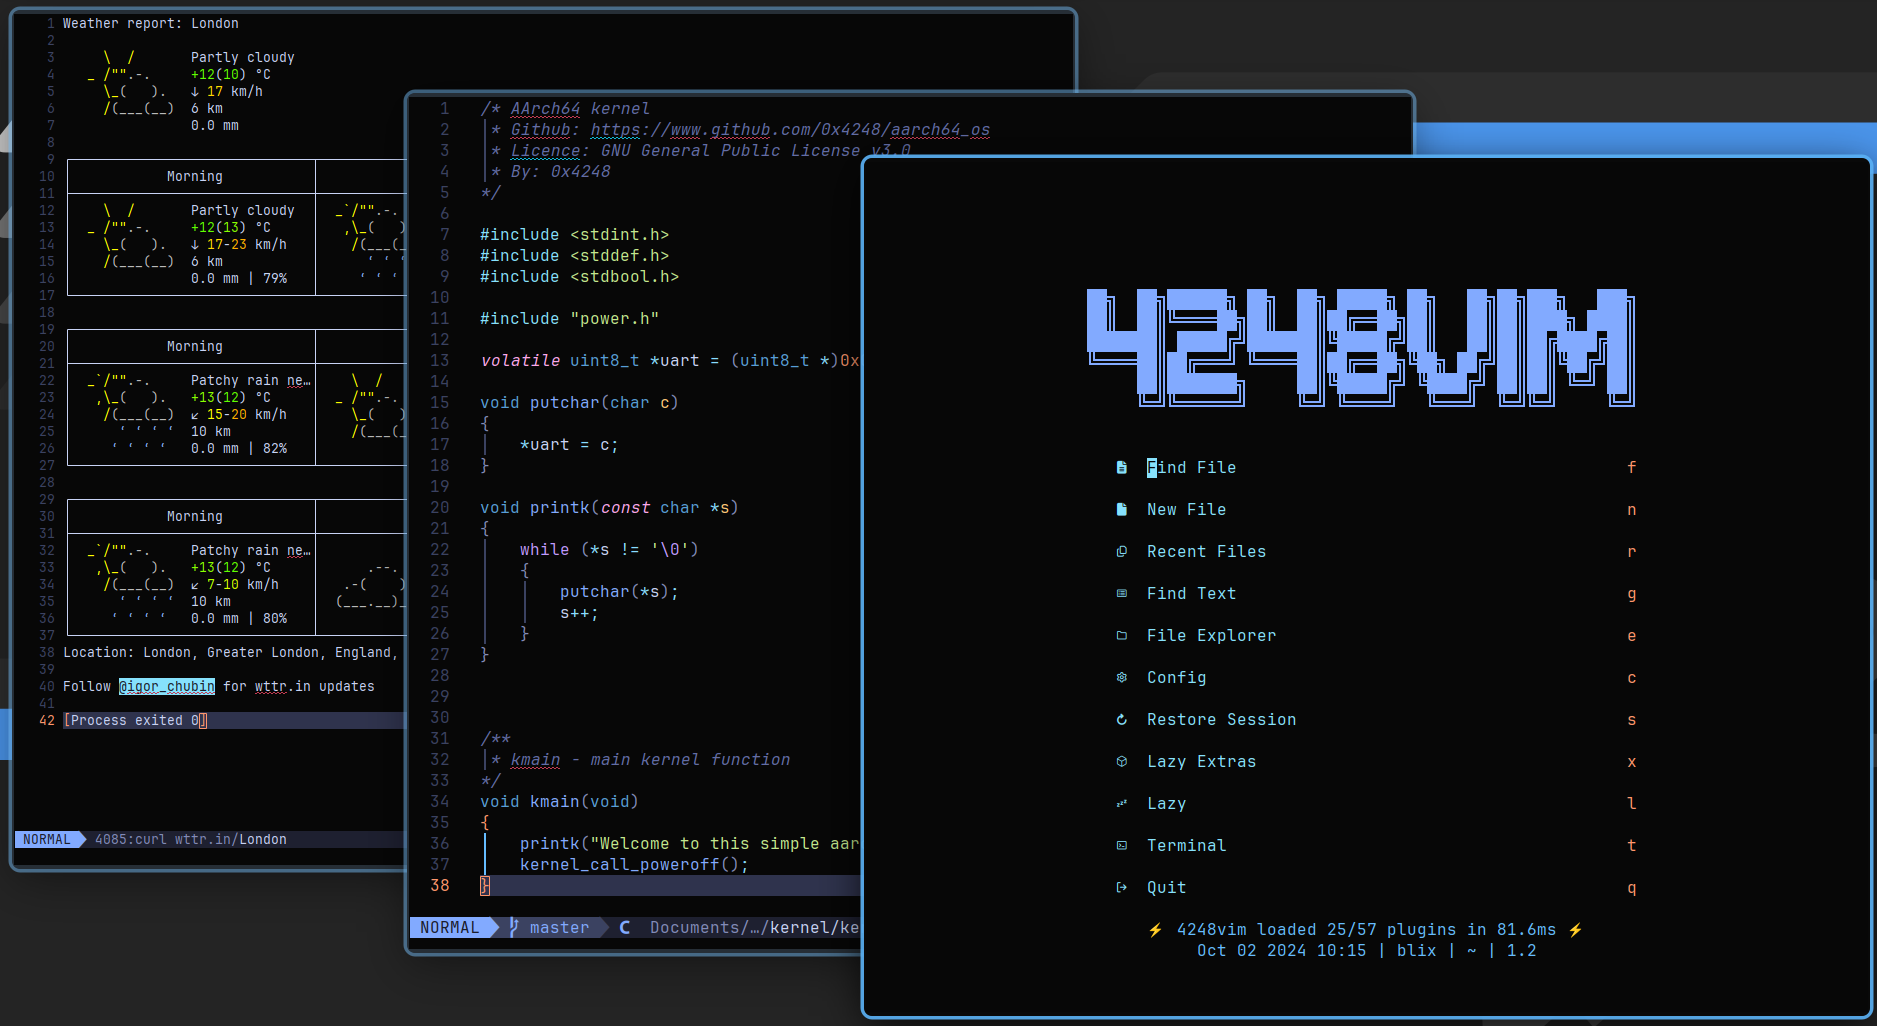 1 Weather report: London
2
3 \ / Partly cloudy
4 _ /"".-. +12(10) °C
5 \_( ). ↓ 17 km/h
6 /(___(__) 6 km
7 0.0 mm
8
9
10 Morning
11
12 \ / Partly cloudy _`/"".-.
13 _ /"".-. +12(13) °C ,\_( )
14 \_( ). ↓ 17-23 km/h /(___(_
15 /(___(__) 6 km ‘ ‘ ‘
16 0.0 mm | 79% ‘ ‘ ‘
17
18
19
20 Morning
21
22 _`/"".-. Patchy rain ne… \ /
23 ,\_( ). +13(12) °C _ /"".-.
24 /(___(__) ↙ 15-20 km/h \_( )
25 ‘ ‘ ‘ ‘ 10 km /(___(_
26 ‘ ‘ ‘ ‘ 0.0 mm | 82%
27
28
29
30 Morning
31
32 _`/"".-. Patchy rain ne…
33 ,\_( ). +13(12) °C .--.
34 /(___(__) ↙ 7-10 km/h .-( )
35 ‘ ‘ ‘ ‘ 10 km (___.__)_
36 ‘ ‘ ‘ ‘ 0.0 mm | 80%
37
38 Location: London, Greater London, England,
39
40 Follow @igor_chubin for wttr.in updates
41
42 [Process exited 0]
NORMAL 4085:curl wttr.in/London
1 /* AArch64 kernel
2 * Github: https://www.github.com/0x4248/aarch64_os
3 * Licence: GNU General Public License v3.0
4 * By: 0x4248
5 */
6
7 #include <stdint.h>
8 #include <stddef.h>
9 #include <stdbool.h>
10
11 #include "power.h"
12
13 volatile uint8_t *uart = (uint8_t *)0x
14
15 void putchar(char c)
16 {
17 *uart = c;
18 }
19
20 void printk(const char *s)
21 {
22 while (*s != '\0')
23 {
24 putchar(*s);
25 s++;
26 }
27 }
28
29
30
31 /**
32 * kmain - main kernel function
33 */
34 void kmain(void)
35 {
36 printk("Welcome to this simple aar
37 kernel_call_poweroff();
38 }
NORMAL master C Documents/…/kernel/ke
4248VIM
Find File f
New File n
Recent Files r
Find Text g
File Explorer e
Config c
Restore Session s
Lazy Extras x
Lazy l
Terminal t
Quit q
⚡ 4248vim loaded 25/57 plugins in 81.6ms ⚡
Oct 02 2024 10:15 | blix | ~ | 1.2